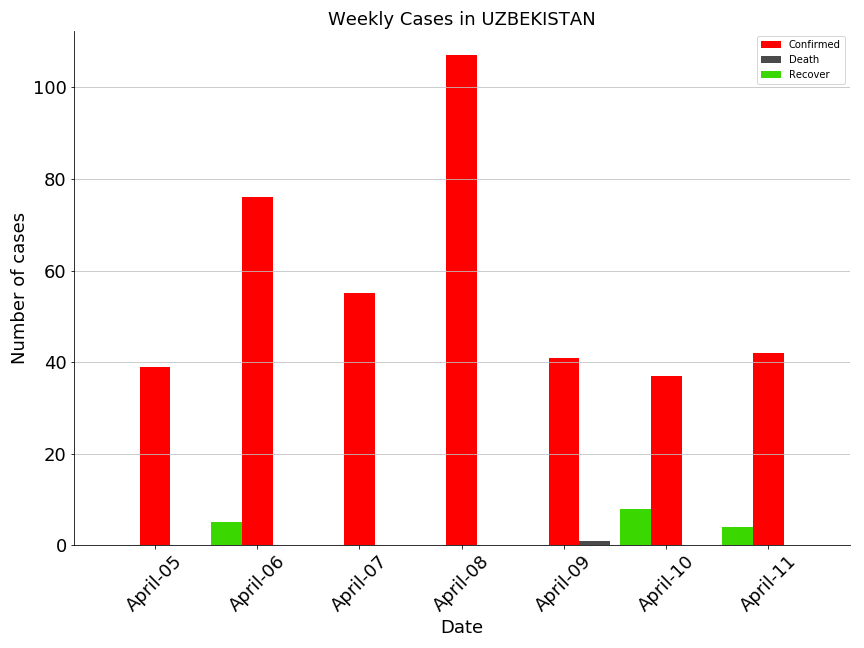 Weekly Cases in UZBEKISTAN
Confirmed
Death
Recover
Number of cases
100
80
60
40
20
0
April-05
April-06
April-07
April-08
April-09
April-10
April-11
Date